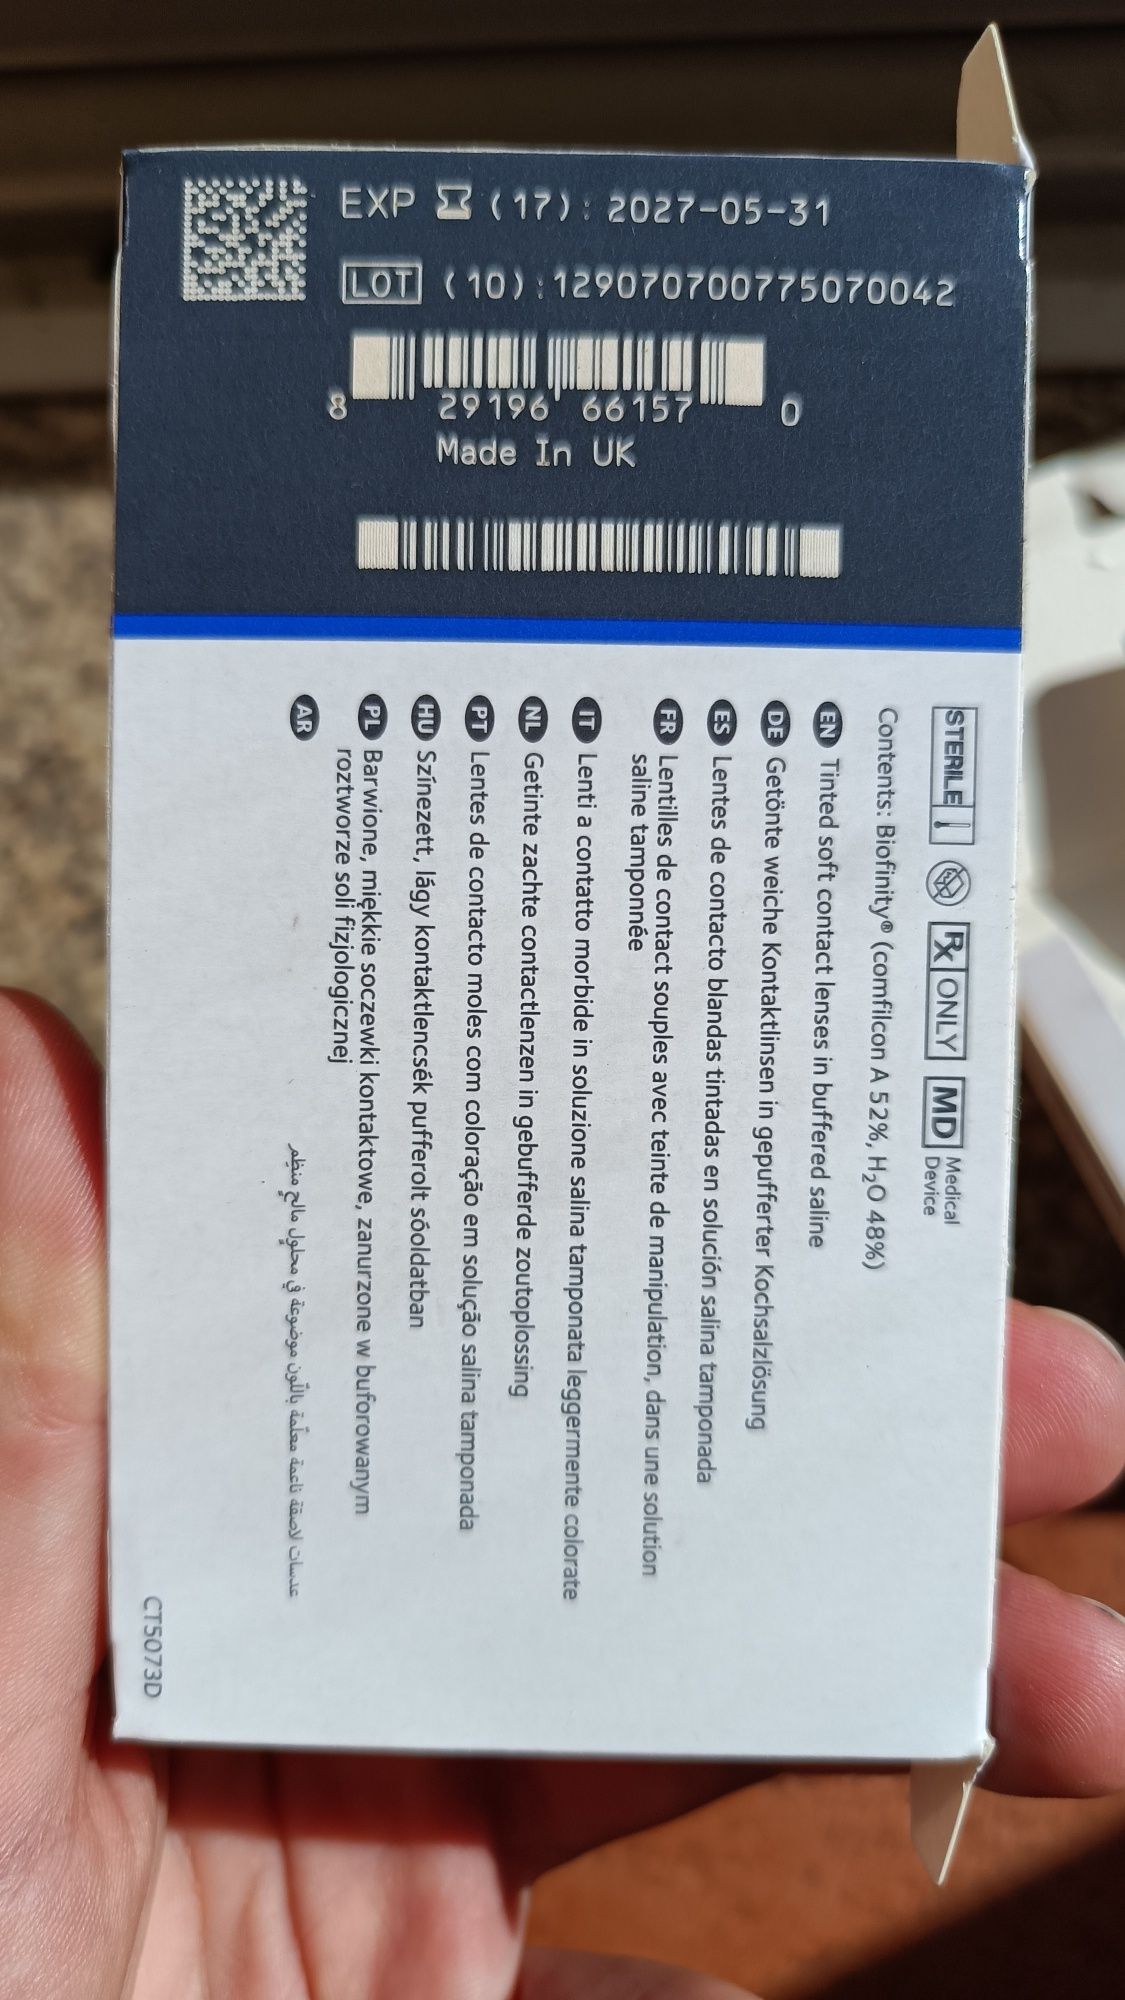 EXP (17): 2027-05-31
LOT (10):129070700775070042
8 29196 66157 0
Made In UK
STERILE Rx ONLY MD Medical
Device
Contents: Biofinity® (comfilcon A 52%, H₂O 48%)
EN Tinted soft contact lenses in buffered saline
DE Getönte weiche Kontaktlinsen in gepufferter Kochsalzlösung
ES Lentes de contacto blandas tintadas en solución salina tamponada
FR Lentilles de contact souples avec teinte de manipulation, dans une solution
saline tamponnée
IT Lenti a contatto morbide in soluzione salina tamponata leggermente colorate
NL Getinte zachte contactlenzen in gebufferde zoutoplossing
PT Lentes de contacto moles com coloração em solução salina tamponada
HU Színezett, lágy kontaktlencsék pufferolt sóoldatban
PL Barwione, miękkie soczewki kontaktowe, zanurzone w buforowanym
roztworze soli fizjologicznej
AR عدسات لاصقة ناعمة معلّمة باللّون موضوعة في محلول مالحٍ منظم
CT5073D